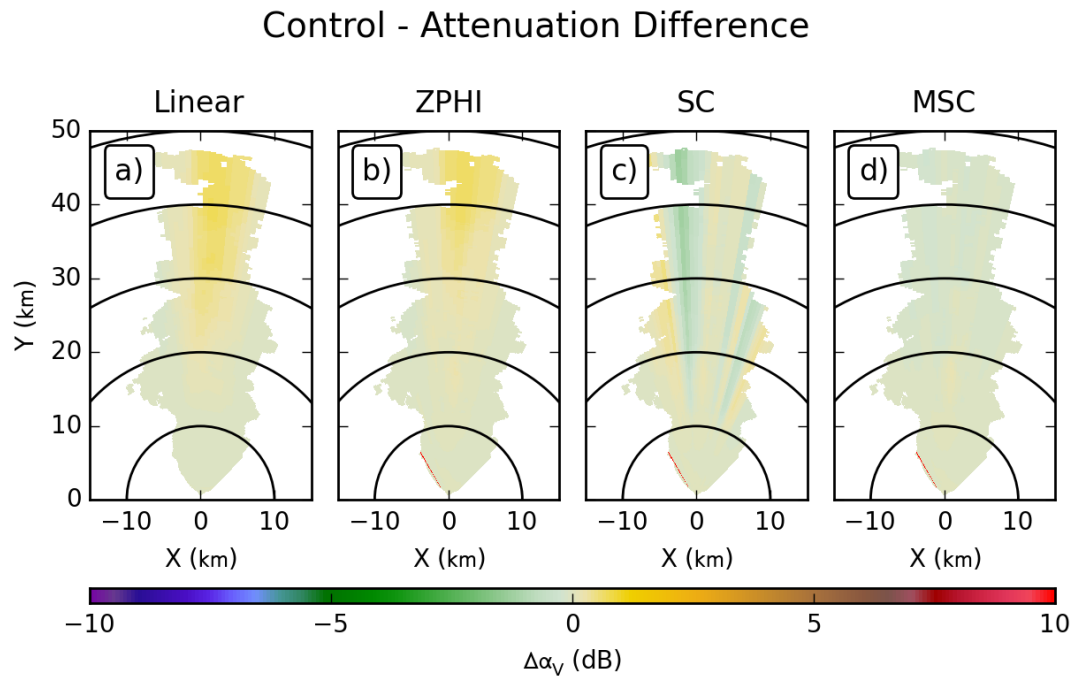 Control - Attenuation Difference
Linear ZPHI SC MSC
a) b) c) d)
50
40
30
20
10
0
Y (km)
−10 0 10 −10 0 10 −10 0 10 −10 0 10
X (km) X (km) X (km) X (km)
−10 −5 0 5 10
Δα_V (dB)